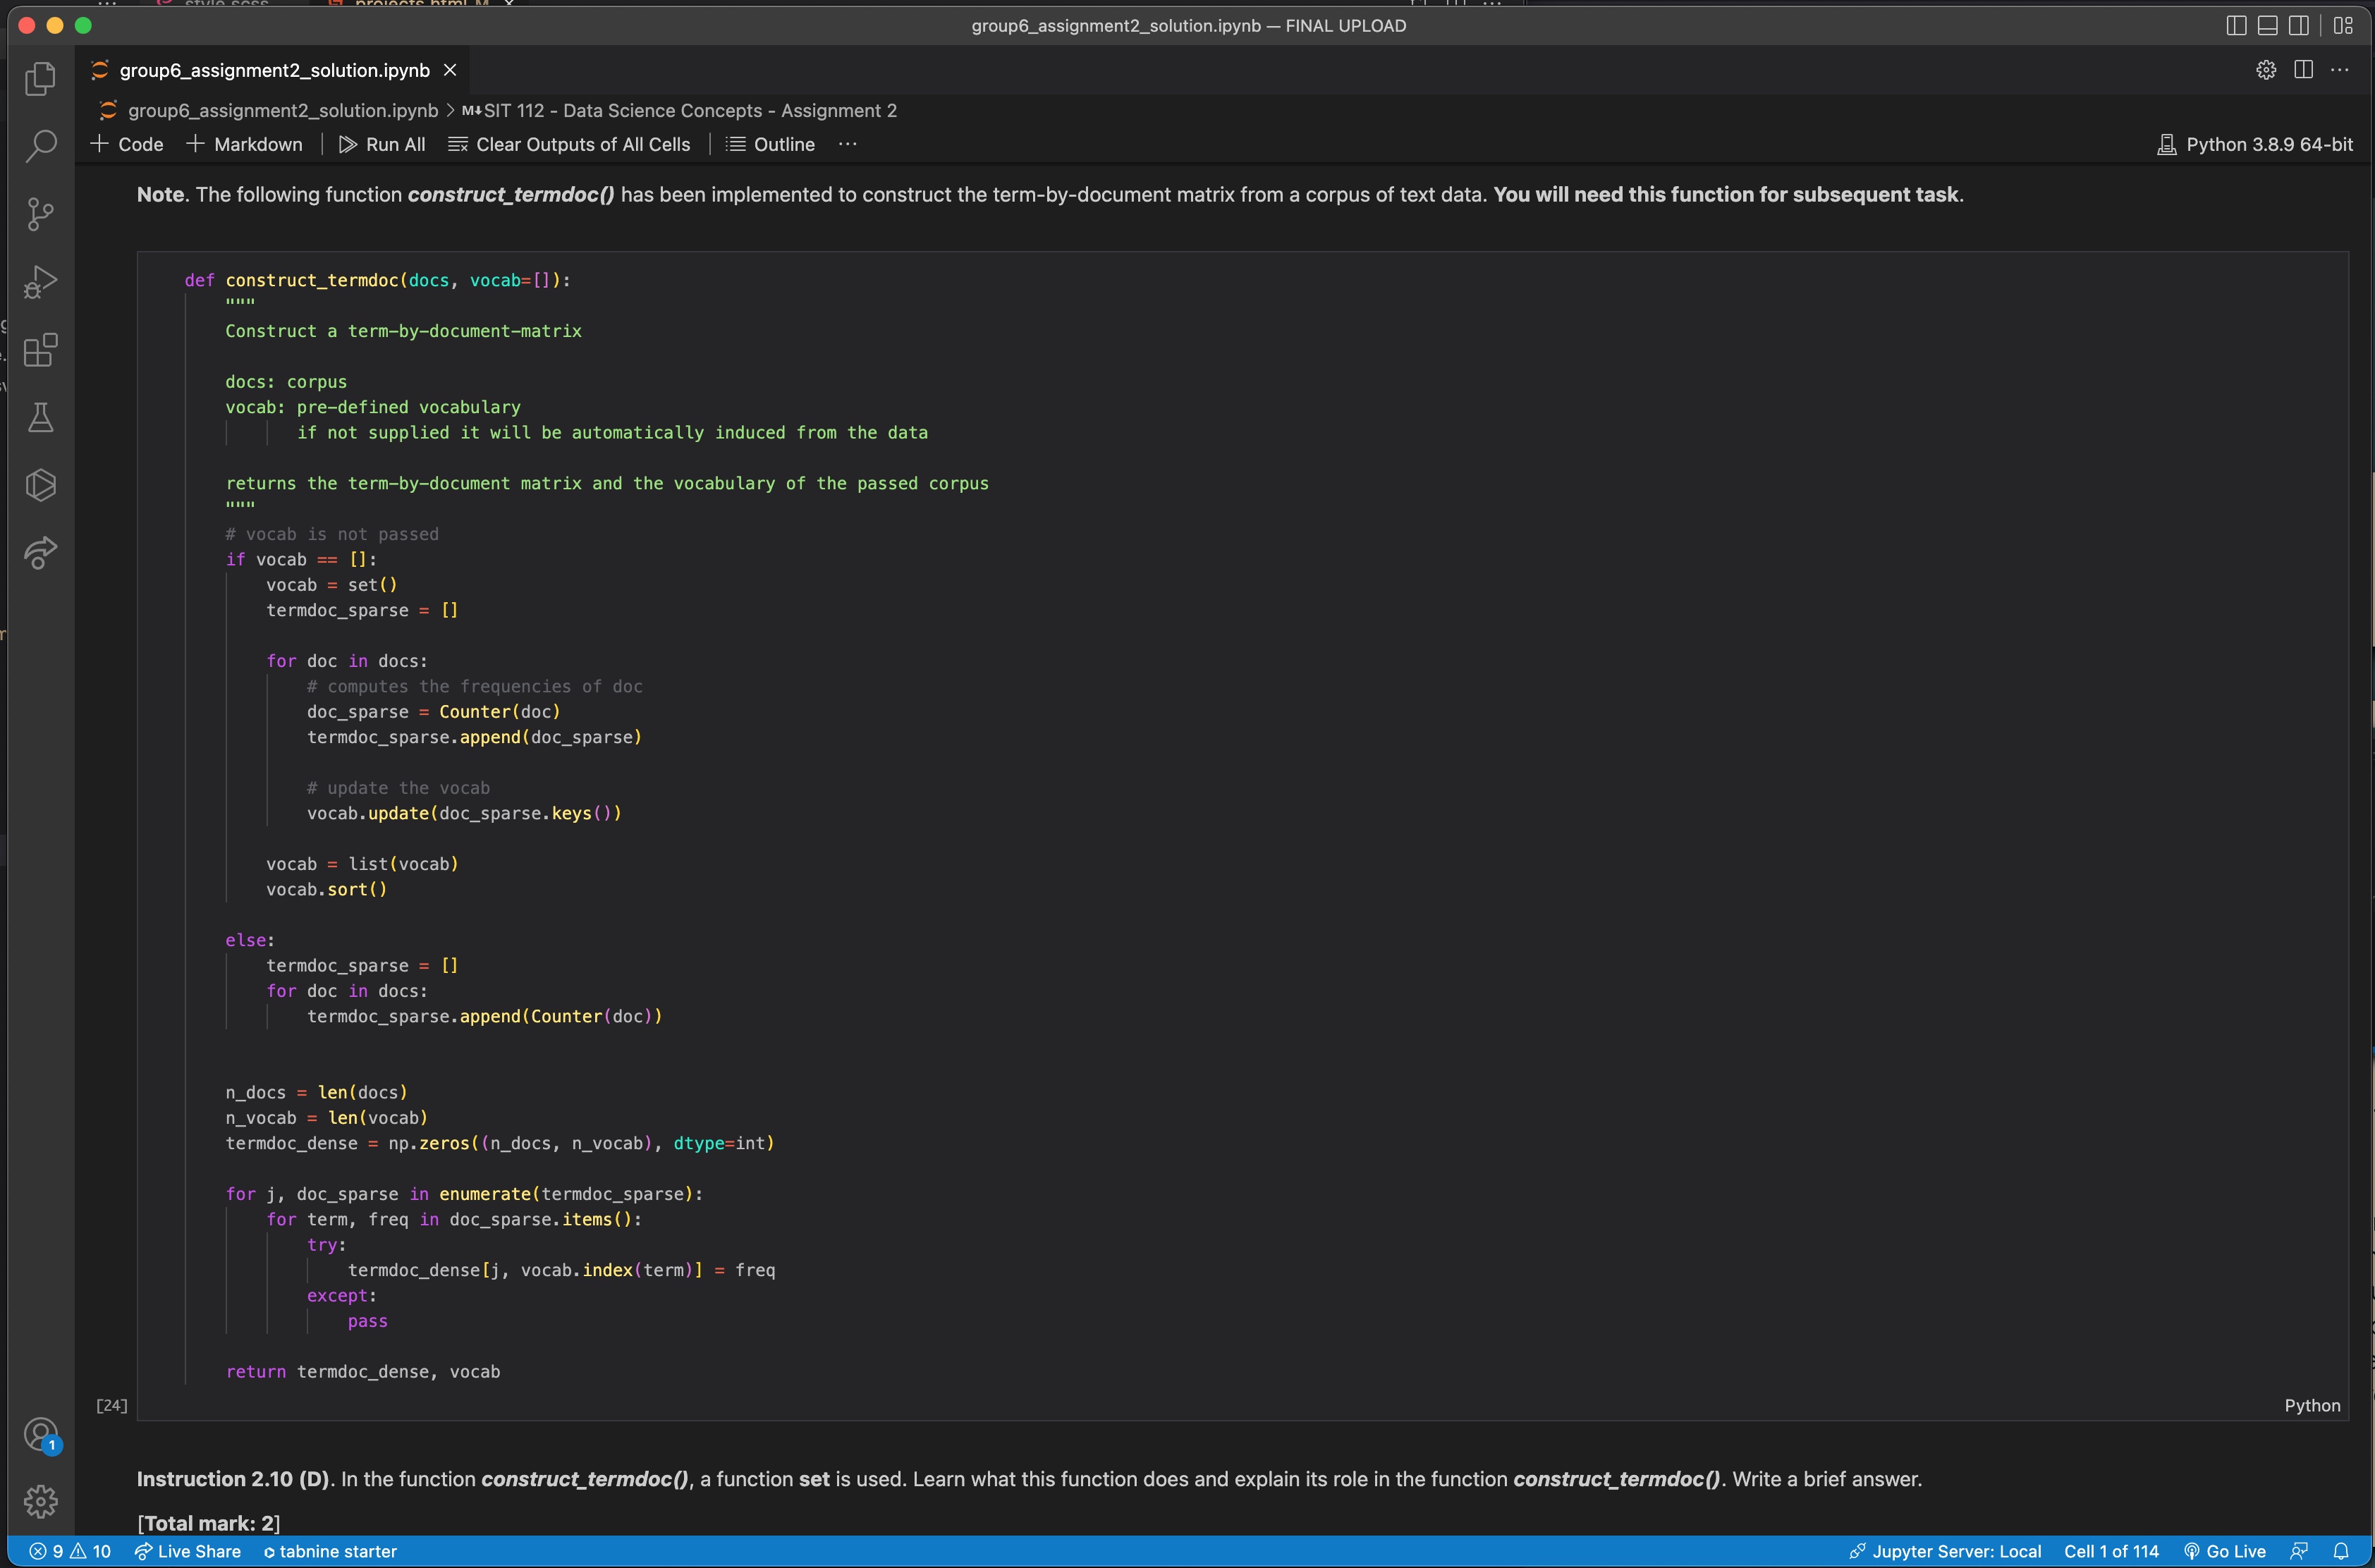 style.scss projects.html M
group6_assignment2_solution.ipynb — FINAL UPLOAD
group6_assignment2_solution.ipynb
group6_assignment2_solution.ipynb > M↓SIT 112 - Data Science Concepts - Assignment 2
+ Code + Markdown Run All Clear Outputs of All Cells Outline ... Python 3.8.9 64-bit
Note. The following function construct_termdoc() has been implemented to construct the term-by-document matrix from a corpus of text data. You will need this function for subsequent task.
def construct_termdoc(docs, vocab=[]):
"""
Construct a term-by-document-matrix
docs: corpus
vocab: pre-defined vocabulary
if not supplied it will be automatically induced from the data
returns the term-by-document matrix and the vocabulary of the passed corpus
"""
# vocab is not passed
if vocab == []:
vocab = set()
termdoc_sparse = []
for doc in docs:
# computes the frequencies of doc
doc_sparse = Counter(doc)
termdoc_sparse.append(doc_sparse)
# update the vocab
vocab.update(doc_sparse.keys())
vocab = list(vocab)
vocab.sort()
else:
termdoc_sparse = []
for doc in docs:
termdoc_sparse.append(Counter(doc))
n_docs = len(docs)
n_vocab = len(vocab)
termdoc_dense = np.zeros((n_docs, n_vocab), dtype=int)
for j, doc_sparse in enumerate(termdoc_sparse):
for term, freq in doc_sparse.items():
try:
termdoc_dense[j, vocab.index(term)] = freq
except:
pass
return termdoc_dense, vocab
[24] Python
Instruction 2.10 (D). In the function construct_termdoc(), a function set is used. Learn what this function does and explain its role in the function construct_termdoc(). Write a brief answer.
[Total mark: 2]
1
9 10 Live Share tabnine starter Jupyter Server: Local Cell 1 of 114 Go Live